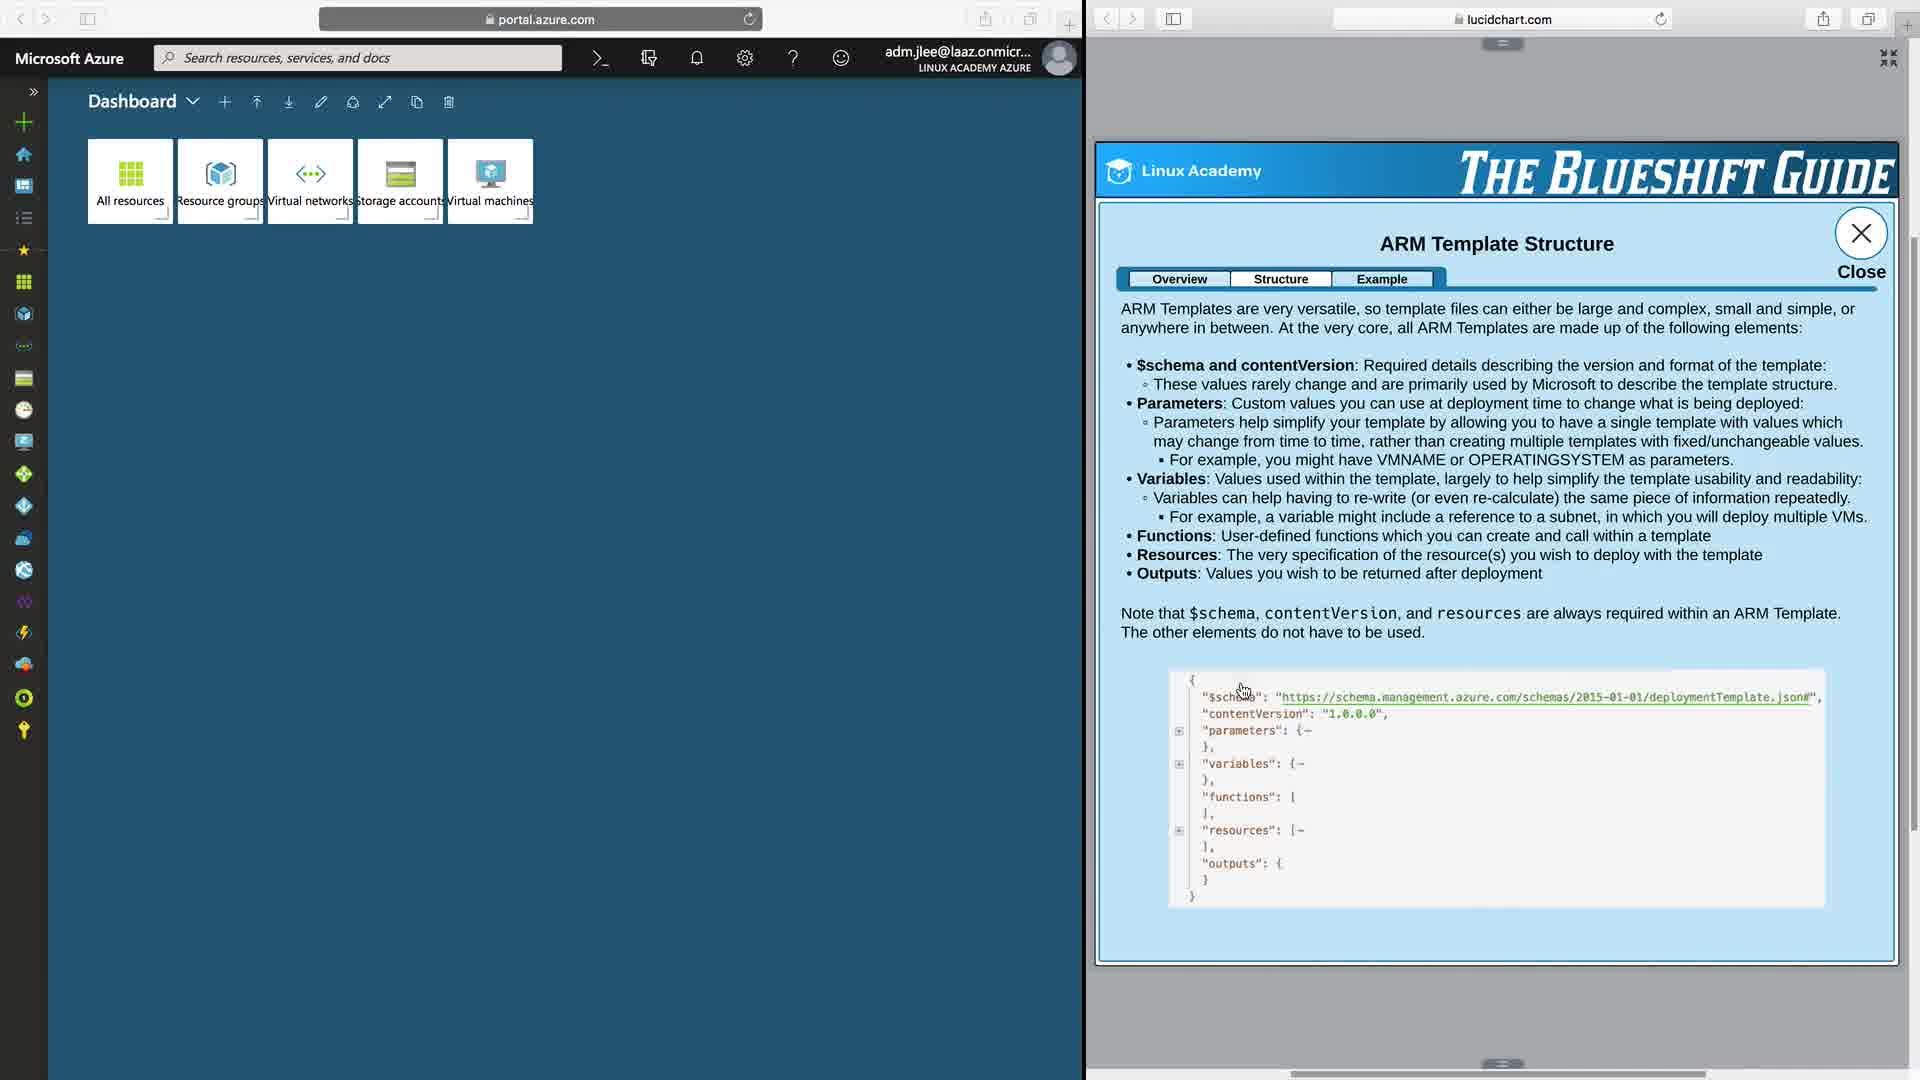 portal.azure.com
Microsoft Azure
Search resources, services, and docs
adm.jlee@laaz.onmicr...
LINUX ACADEMY AZURE
Dashboard
All resources
Resource groups
Virtual networks
Storage accounts
Virtual machines
lucidchart.com
Linux Academy
THE BLUESHIFT GUIDE
ARM Template Structure
Close
Overview
Structure
Example
ARM Templates are very versatile, so template files can either be large and complex, small and simple, or
anywhere in between. At the very core, all ARM Templates are made up of the following elements:
• $schema and contentVersion: Required details describing the version and format of the template:
◦ These values rarely change and are primarily used by Microsoft to describe the template structure.
• Parameters: Custom values you can use at deployment time to change what is being deployed:
◦ Parameters help simplify your template by allowing you to have a single template with values which
may change from time to time, rather than creating multiple templates with fixed/unchangeable values.
▪ For example, you might have VMNAME or OPERATINGSYSTEM as parameters.
• Variables: Values used within the template, largely to help simplify the template usability and readability:
◦ Variables can help having to re-write (or even re-calculate) the same piece of information repeatedly.
▪ For example, a variable might include a reference to a subnet, in which you will deploy multiple VMs.
• Functions: User-defined functions which you can create and call within a template
• Resources: The very specification of the resource(s) you wish to deploy with the template
• Outputs: Values you wish to be returned after deployment
Note that $schema, contentVersion, and resources are always required within an ARM Template.
The other elements do not have to be used.
{
"$schema": "https://schema.management.azure.com/schemas/2015-01-01/deploymentTemplate.json#",
"contentVersion": "1.0.0.0",
"parameters": {
},
"variables": {
},
"functions": [
],
"resources": [
],
"outputs": {
}
}